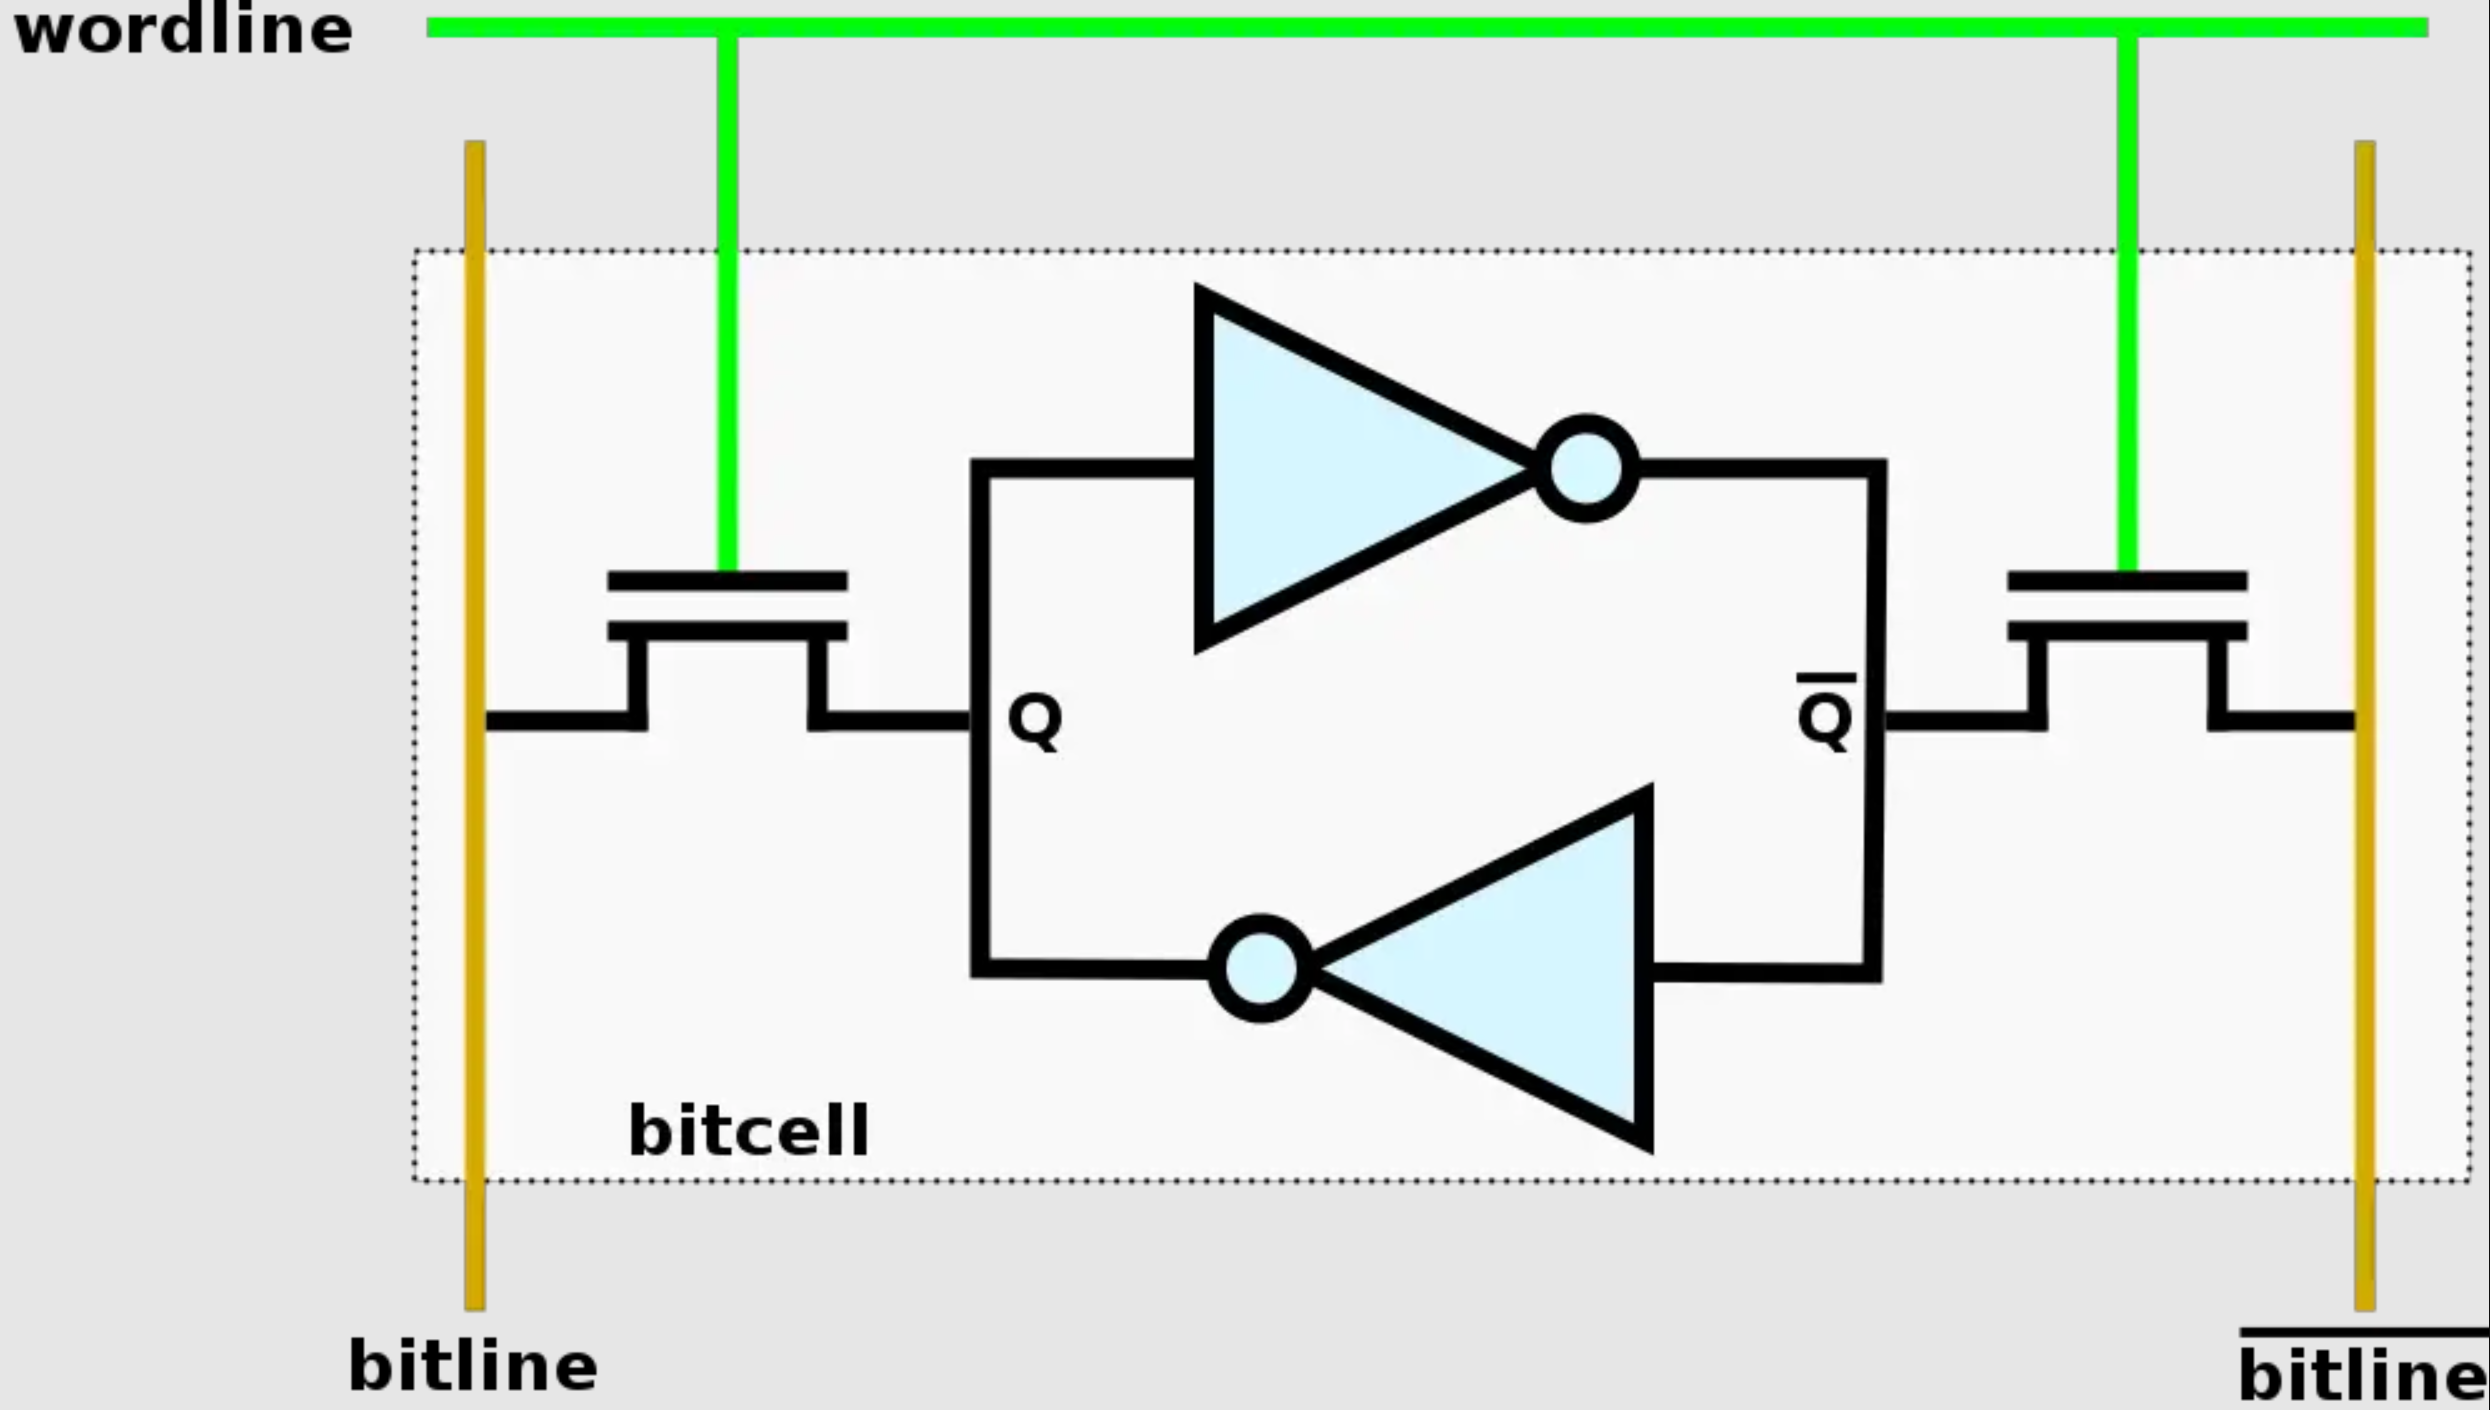 wordline
Q
Q̅
bitcell
bitline
b̅i̅t̅l̅i̅n̅e̅